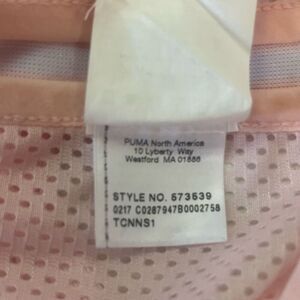 PUMA North America
10 Lyberty Way
Westford MA 01886
STYLE NO. 573539
0217 C0287947B0002758
TCNNS1